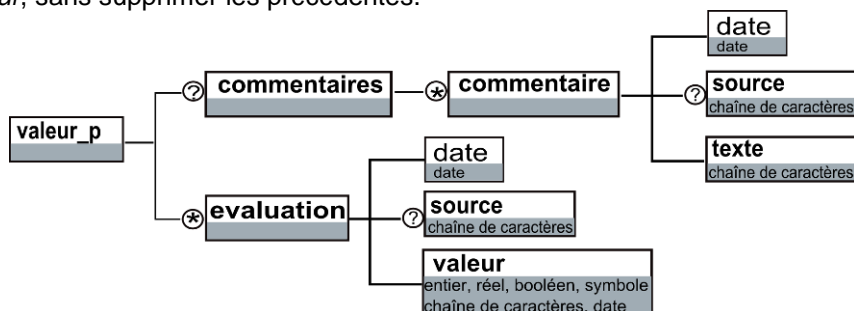 sans supprimer les précédentes.
date
date
? commentaires * commentaire
? source
chaîne de caractères
valeur_p
texte
chaîne de caractères
date
date
* evaluation
? source
chaîne de caractères
valeur
entier, réel, booléen, symbole
chaîne de caractères, date